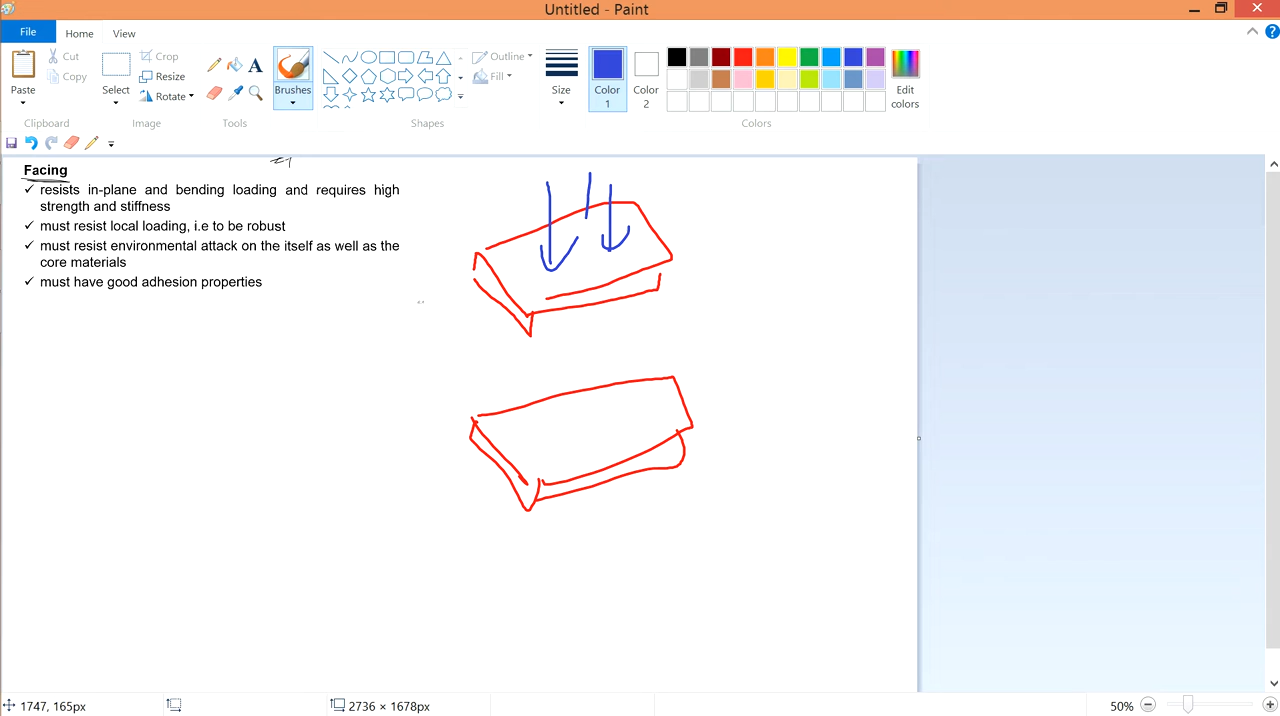 Untitled - Paint
File
Home
View
Cut
Copy
Paste
Clipboard
Select
Crop
Resize
Rotate
Image
Tools
Brushes
Outline
Fill
Shapes
Size
Color 1
Color 2
Edit colors
Colors
Facing
✓ resists in-plane and bending loading and requires high
strength and stiffness
✓ must resist local loading, i.e to be robust
✓ must resist environmental attack on the itself as well as the
core materials
✓ must have good adhesion properties
1747, 165px
2736 × 1678px
50%